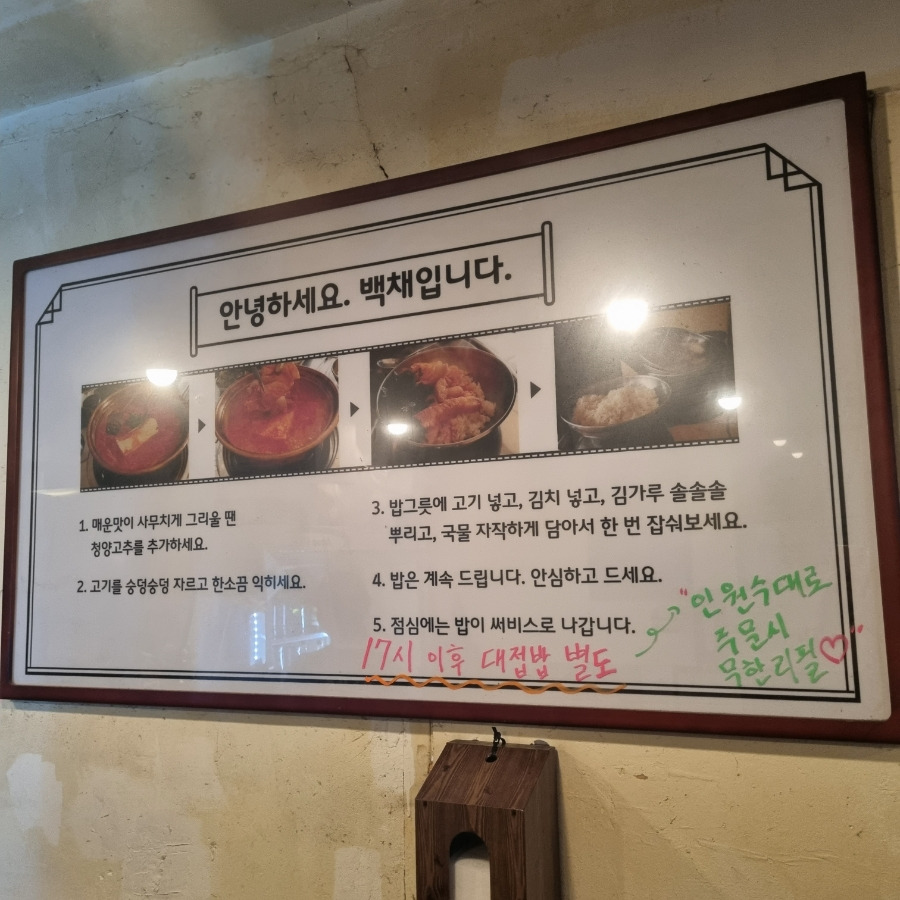 안녕하세요. 백채입니다.
1. 매운맛이 사무치게 그리울 땐
청양고추를 추가하세요.
2. 고기를 숭덩숭덩 자르고 한소끔 익히세요.
3. 밥그릇에 고기 넣고, 김치 넣고, 김가루 솔솔솔
뿌리고, 국물 자작하게 담아서 한 번 잡숴보세요.
4. 밥은 계속 드립니다. 안심하고 드세요.
5. 점심에는 밥이 써비스로 나갑니다.
17시 이후 대접밥 별도
"인원수대로
주문시
무한리필♡"